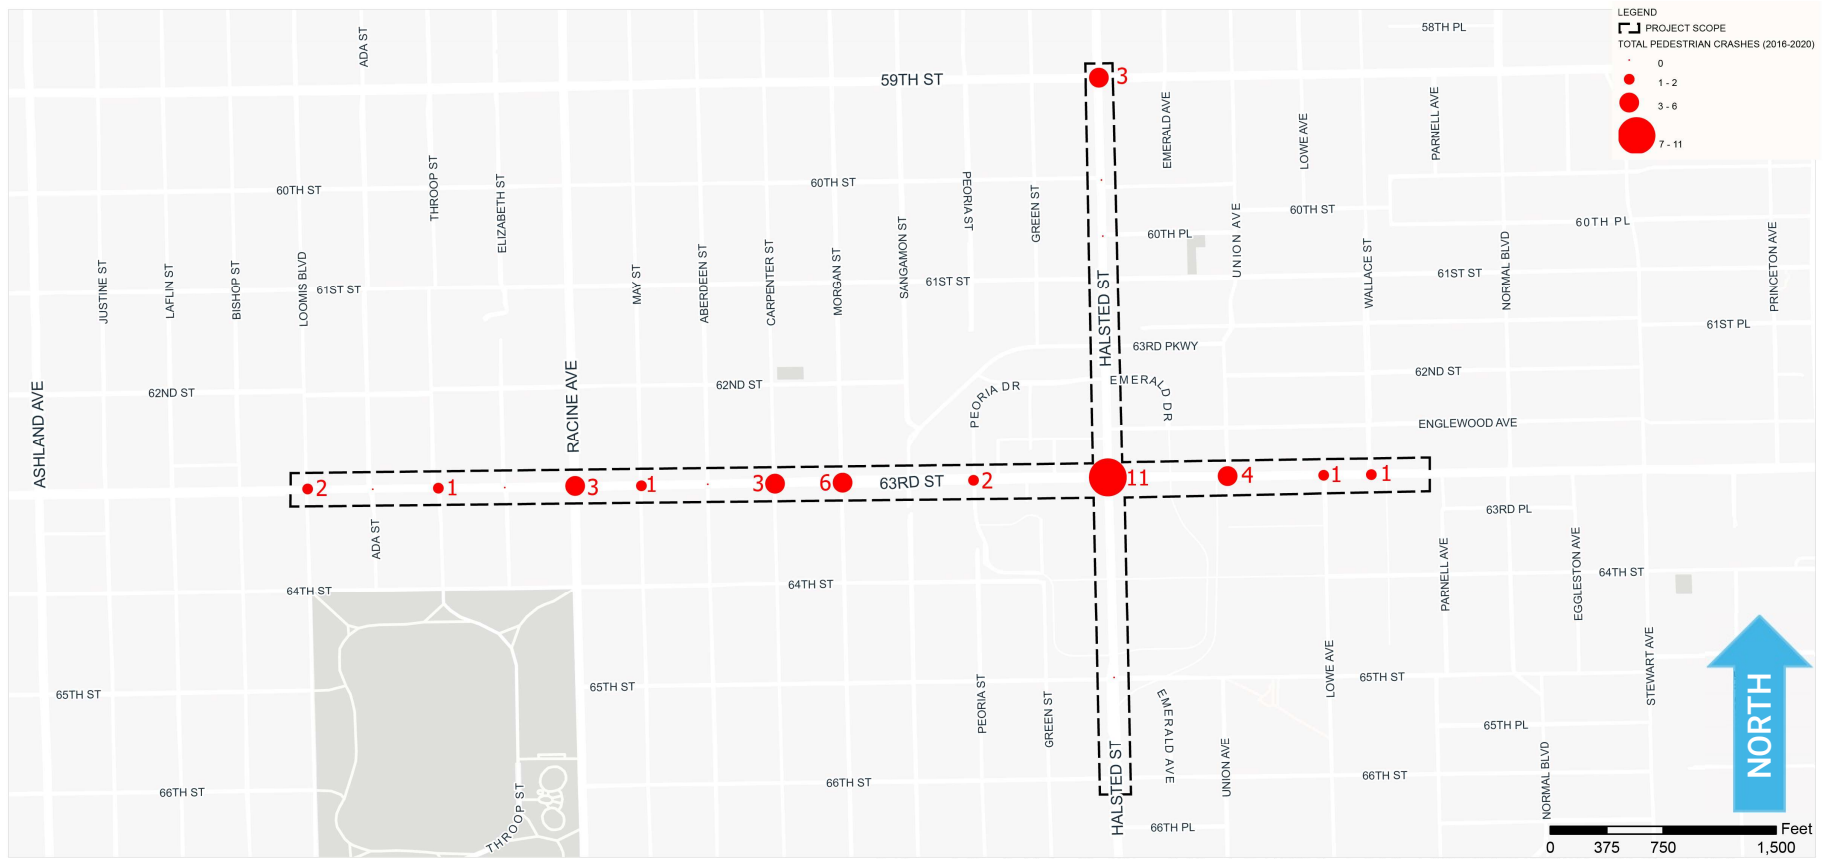 LEGEND
PROJECT SCOPE
TOTAL PEDESTRIAN CRASHES (2016-2020)
0
1 - 2
3 - 6
7 - 11
58TH PL
ADA ST
59TH ST
3
EMERALD AVE
LOWE AVE
PARNELL AVE
60TH ST
THROOP ST
ELIZABETH ST
60TH ST
PEORIA ST
GREEN ST
60TH ST
60TH PL
60TH PL
UNION AVE
JUSTINE ST
LAFLIN ST
BISHOP ST
LOOMIS BLVD
61ST ST
MAY ST
ABERDEEN ST
CARPENTER ST
MORGAN ST
SANGAMON ST
61ST ST
HALSTED ST
WALLACE ST
61ST ST
NORMAL BLVD
PRINCETON AVE
61ST PL
63RD PKWY
62ND ST
62ND ST
62ND ST
ASHLAND AVE
RACINE AVE
PEORIA DR
EMERALD DR
ENGLEWOOD AVE
2
1
3
1
3
6
63RD ST
2
11
4
1
1
63RD PL
ADA ST
PARNELL AVE
EGGLESTON AVE
64TH ST
64TH ST
64TH ST
65TH ST
65TH ST
PEORIA ST
GREEN ST
HALSTED ST
EMERALD AVE
UNION AVE
LOWE AVE
65TH ST
STEWART AVE
65TH PL
66TH ST
THROOP ST
66TH ST
66TH ST
NORMAL BLVD
66TH PL
NORTH
Feet
0 375 750 1,500